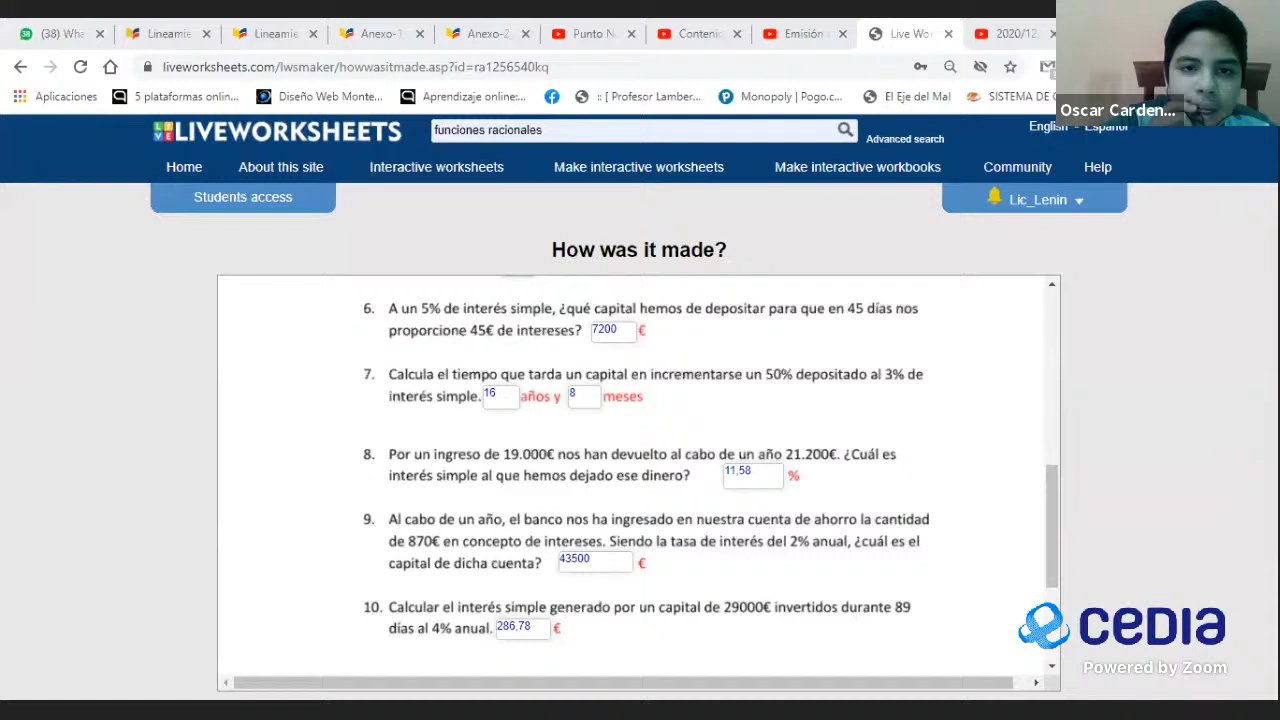 (38) Wha
Lineamie
Lineamie
Anexo-1
Anexo-2
Punto N
Conteni
Emisión
Live Wo
2020/12
liveworksheets.com/lwsmaker/howwasitmade.asp?id=ra1256540kq
Aplicaciones
5 plataformas onlin...
Diseño Web Monte...
Aprendizaje online:...
:: [ Profesor Lamber...
Monopoly | Pogo.c...
El Eje del Mal
SISTEMA DE
Oscar Carden...
LIVEWORKSHEETS
funciones racionales
Advanced search
English - Español
Home
About this site
Interactive worksheets
Make interactive worksheets
Make interactive workbooks
Community
Help
Students access
Lic_Lenin
How was it made?
6. A un 5% de interés simple, ¿qué capital hemos de depositar para que en 45 días nos
proporcione 45€ de intereses? 7200 €
7. Calcula el tiempo que tarda un capital en incrementarse un 50% depositado al 3% de
interés simple. 16 años y 8 meses
8. Por un ingreso de 19.000€ nos han devuelto al cabo de un año 21.200€. ¿Cuál es
interés simple al que hemos dejado ese dinero? 11,58 %
9. Al cabo de un año, el banco nos ha ingresado en nuestra cuenta de ahorro la cantidad
de 870€ en concepto de intereses. Siendo la tasa de interés del 2% anual, ¿cuál es el
capital de dicha cuenta? 43500 €
10. Calcular el interés simple generado por un capital de 29000€ invertidos durante 89
días al 4% anual. 286,78 €
CEDIA
Powered by Zoom